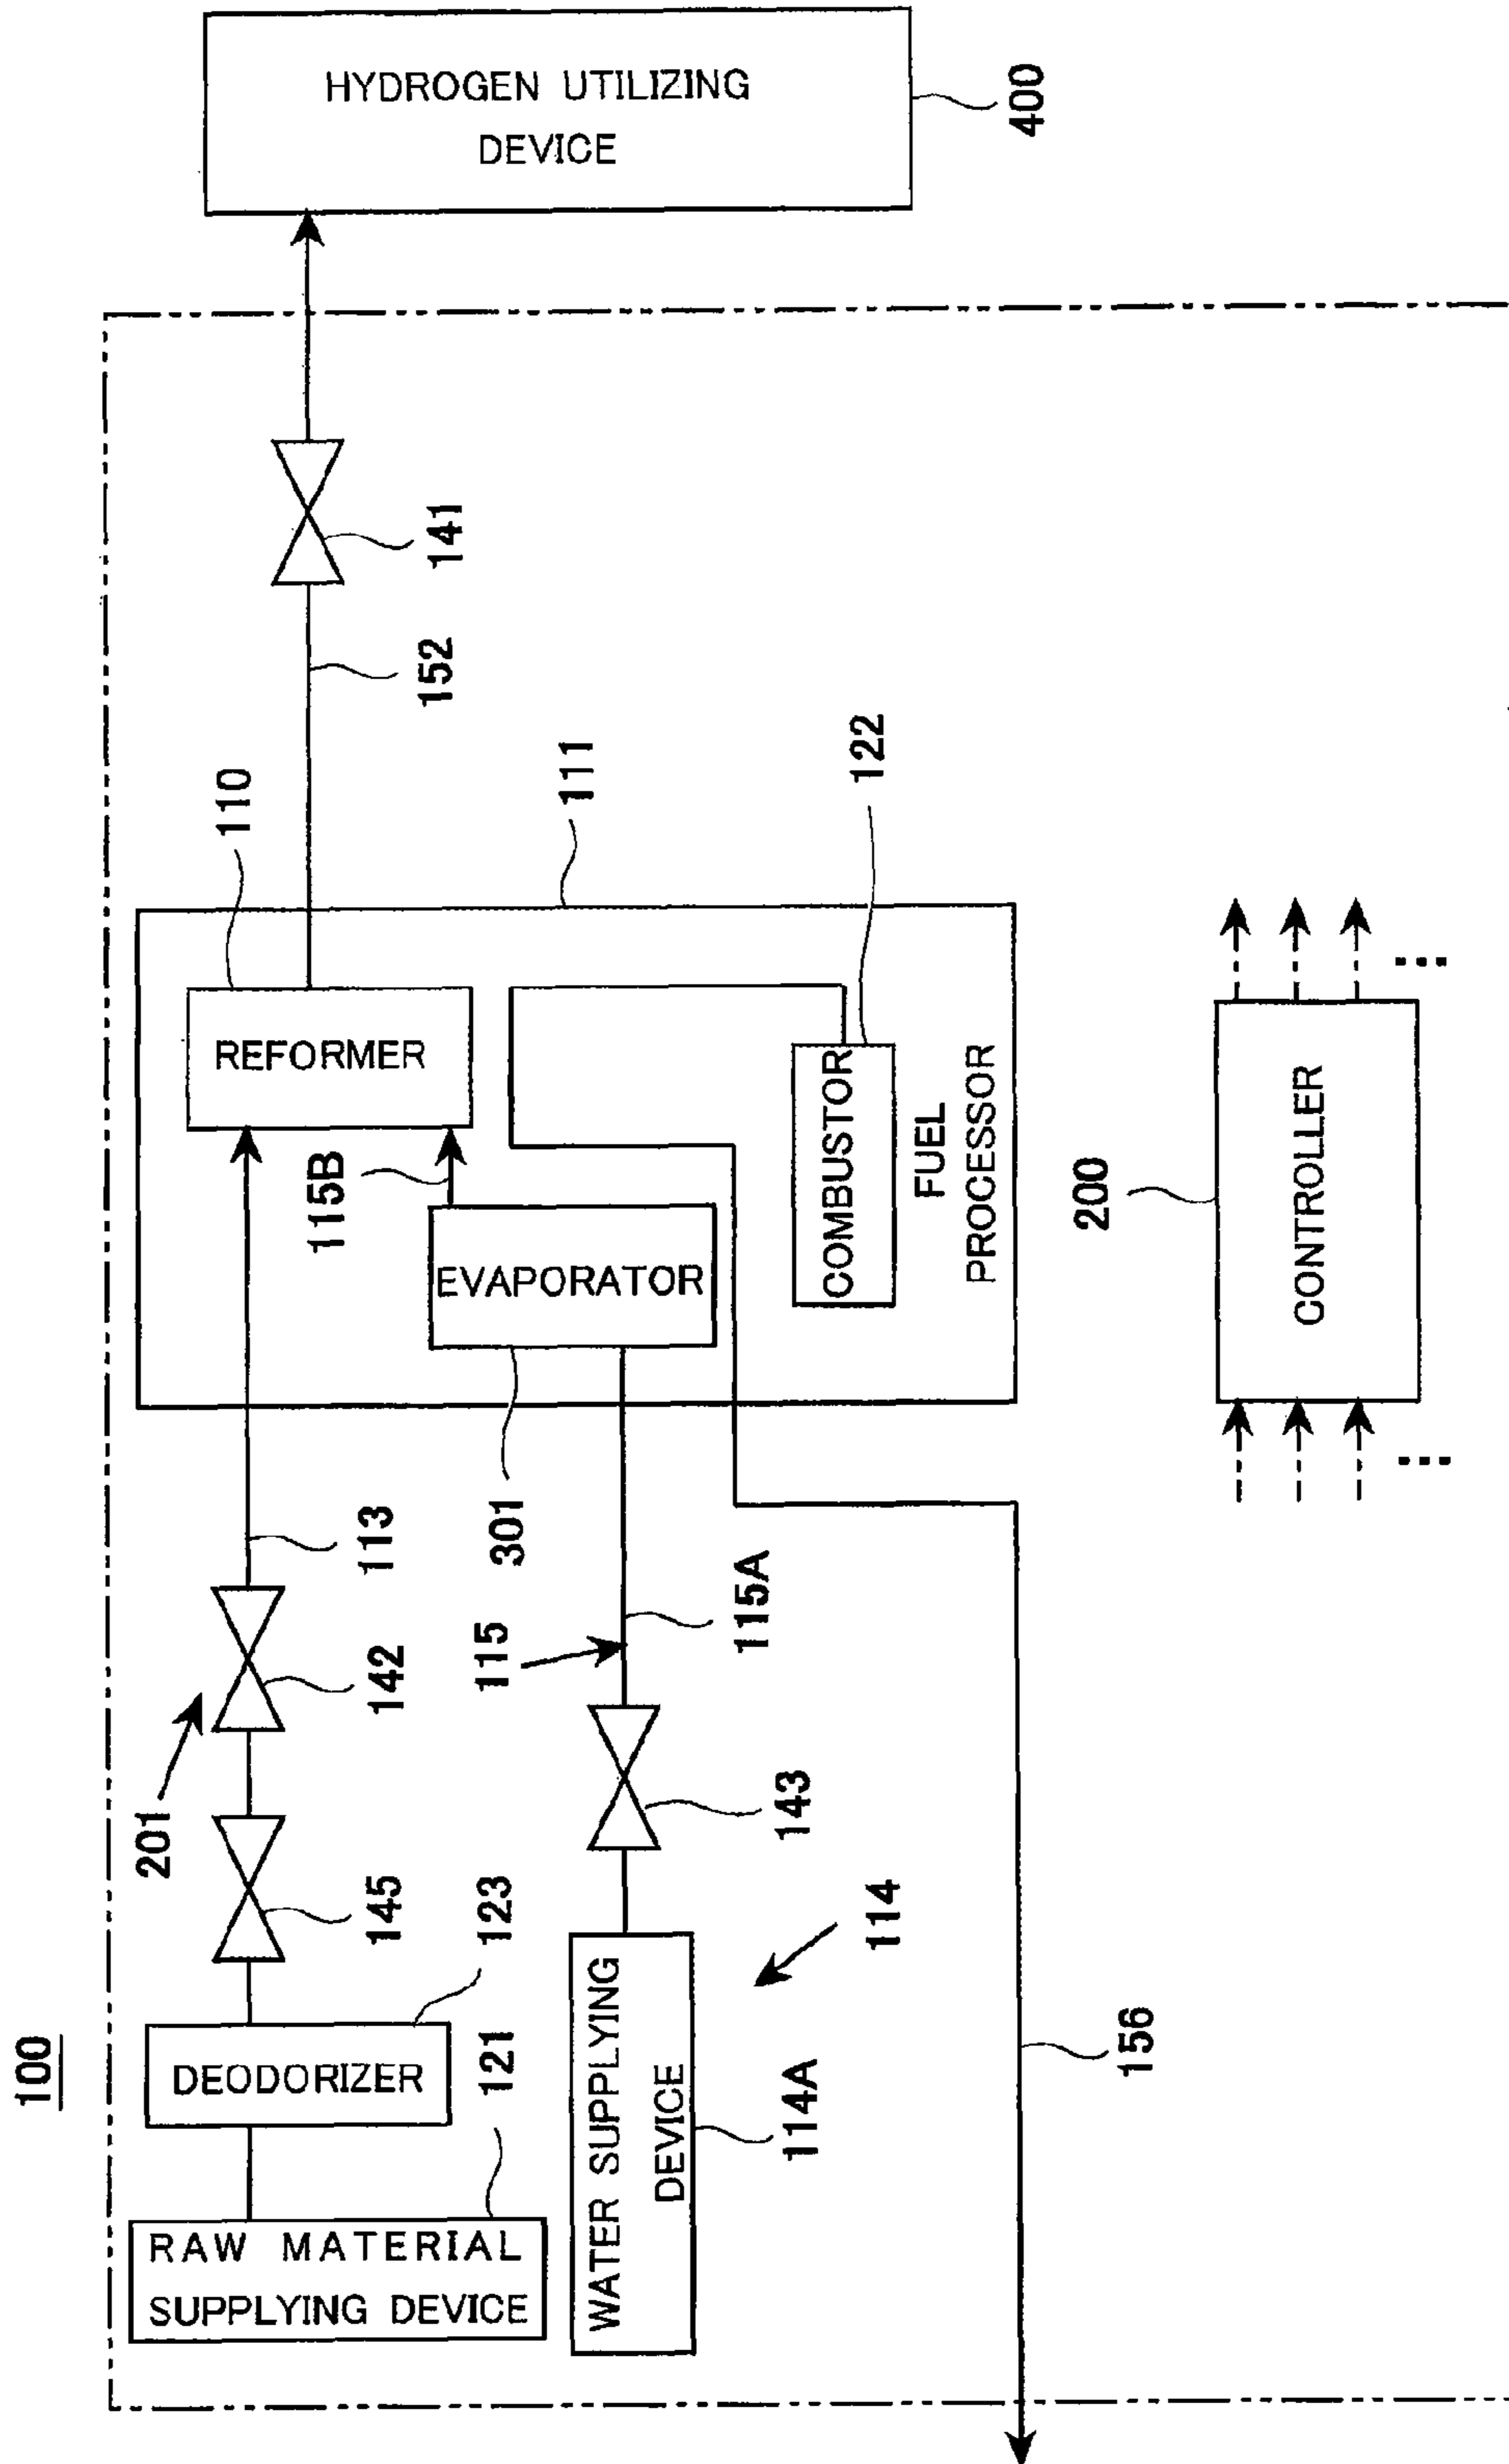 100
HYDROGEN UTILIZING
DEVICE
400
141
152
110
111
122
REFORMER
115B
EVAPORATOR
301
COMBUSTOR
FUEL
PROCESSOR
200
CONTROLLER
113
142
201
145
123
DEODORIZER
121
RAW MATERIAL
SUPPLYING DEVICE
115
115A
143
114
WATER SUPPLYING
DEVICE
114A
156